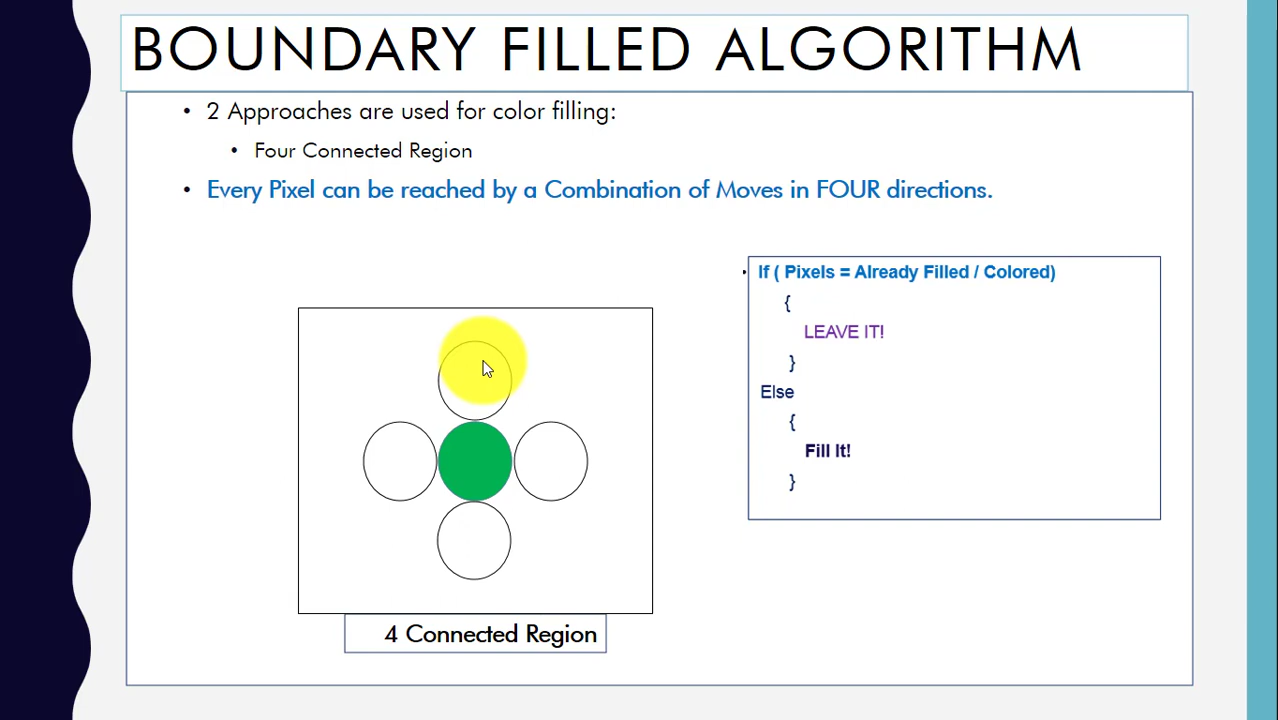 BOUNDARY FILLED ALGORITHM
• 2 Approaches are used for color filling:
• Four Connected Region
• Every Pixel can be reached by a Combination of Moves in FOUR directions.
• If ( Pixels = Already Filled / Colored)
{
LEAVE IT!
}
Else
{
Fill It!
}
4 Connected Region